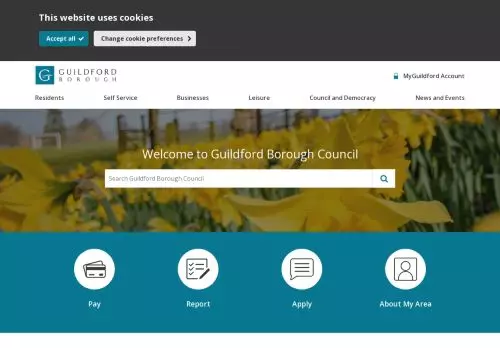 This website uses cookies
Accept all
Change cookie preferences
G GUILDFORD
BOROUGH
MyGuildford Account
Residents Self Service Businesses Leisure Council and Democracy News and Events
Welcome to Guildford Borough Council
Search Guildford Borough Council
Pay Report Apply About My Area